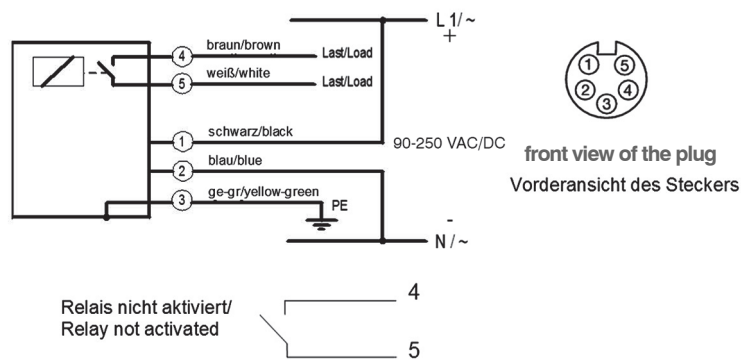 L 1/ ~
+
④ braun/brown Last/Load
⑤ weiß/white Last/Load
① schwarz/black
90-250 VAC/DC
② blau/blue
③ ge-gr/yellow-green PE
-
N / ~
① ⑤
② ④
③
front view of the plug
Vorderansicht des Steckers
Relais nicht aktiviert/
Relay not activated
4
5